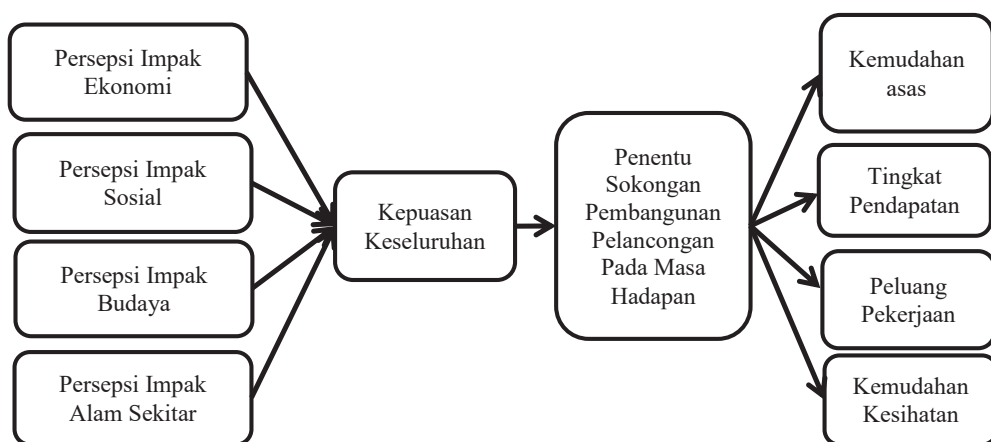 Persepsi Impak
Ekonomi
Persepsi Impak
Sosial
Persepsi Impak
Budaya
Persepsi Impak
Alam Sekitar
Kepuasan
Keseluruhan
Penentu
Sokongan
Pembangunan
Pelancongan
Pada Masa
Hadapan
Kemudahan
asas
Tingkat
Pendapatan
Peluang
Pekerjaan
Kemudahan
Kesihatan